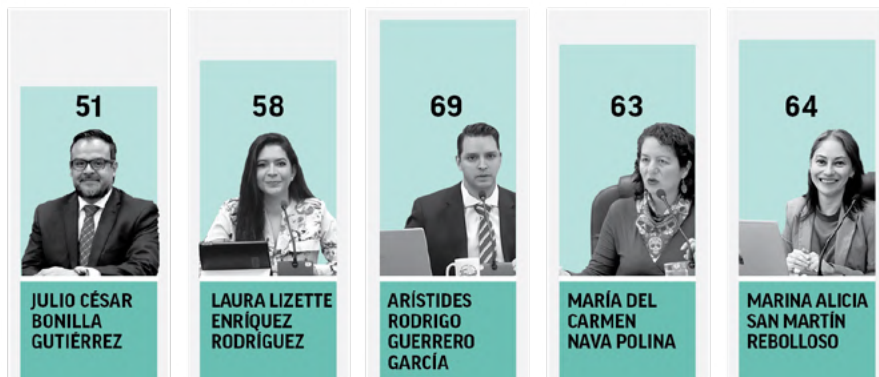 51
JULIO CÉSAR
BONILLA
GUTIÉRREZ
58
LAURA LIZETTE
ENRÍQUEZ
RODRÍGUEZ
69
ARÍSTIDES
RODRIGO
GUERRERO
GARCÍA
63
MARÍA DEL
CARMEN
NAVA POLINA
64
MARINA ALICIA
SAN MARTÍN
REBOLLOSO